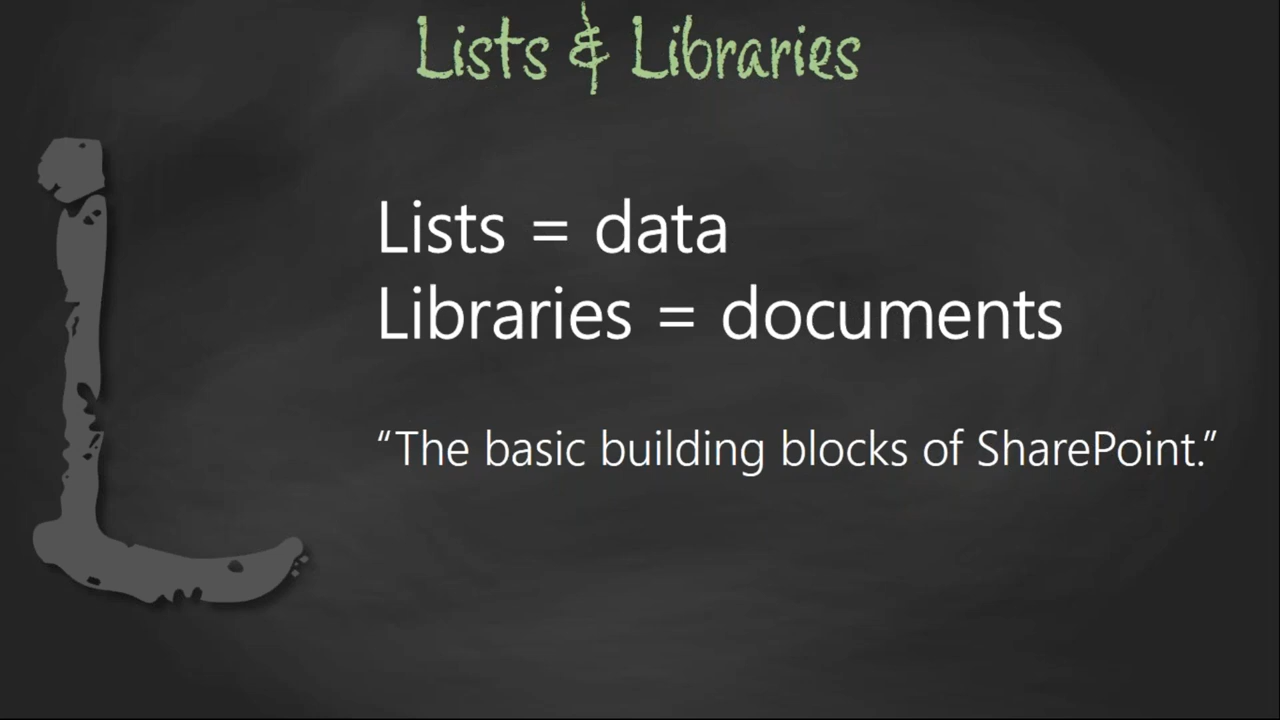 Lists & Libraries
L
Lists = data
Libraries = documents
“The basic building blocks of SharePoint.”